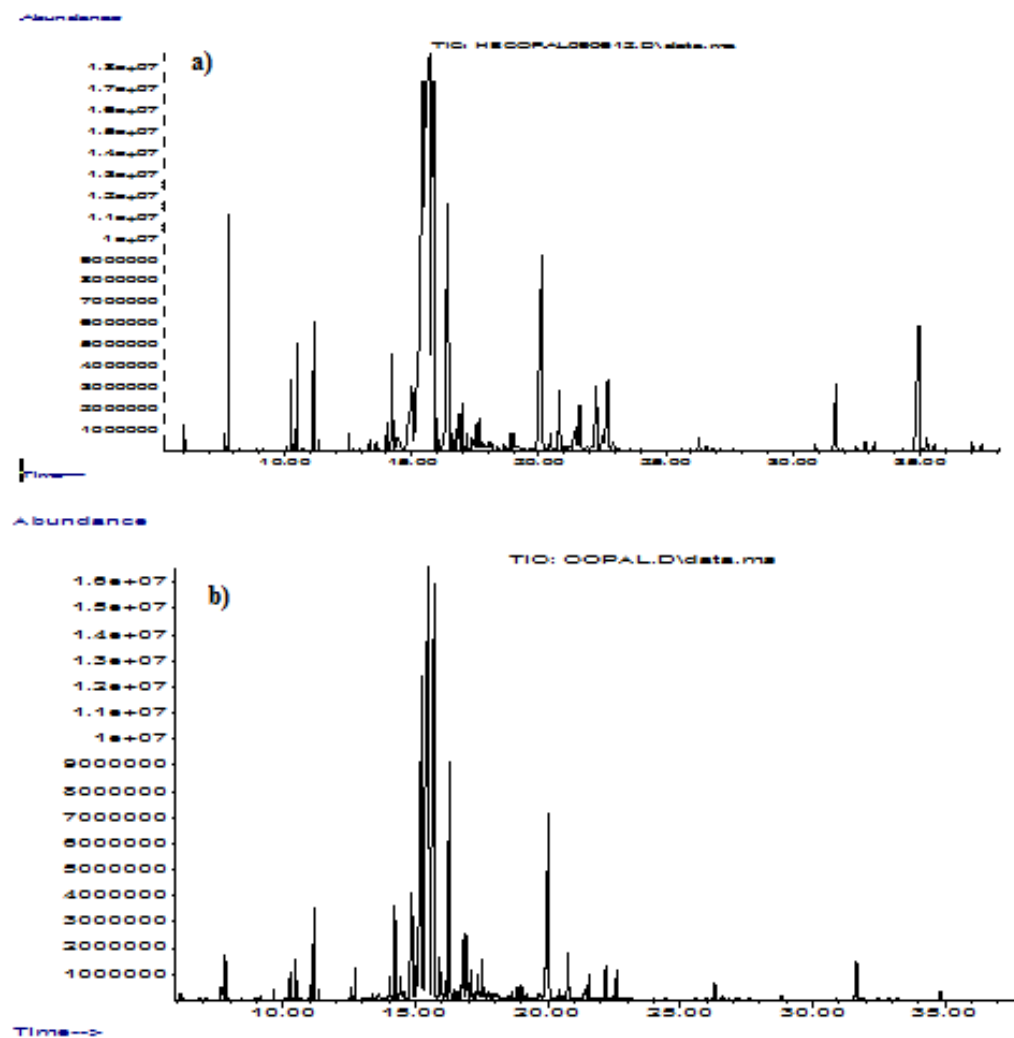 Abundance
TIC: HECOPAL080612.D\data.ms
a)
1.8e+07
1.7e+07
1.6e+07
1.5e+07
1.4e+07
1.3e+07
1.2e+07
1.1e+07
1e+07
9000000
8000000
7000000
6000000
5000000
4000000
3000000
2000000
1000000
10.00 15.00 20.00 25.00 30.00 35.00
Time-->
Abundance
TIC: COPAL.D\data.ms
b)
1.6e+07
1.5e+07
1.4e+07
1.3e+07
1.2e+07
1.1e+07
1e+07
9000000
8000000
7000000
6000000
5000000
4000000
3000000
2000000
1000000
10.00 15.00 20.00 25.00 30.00 35.00
Time-->